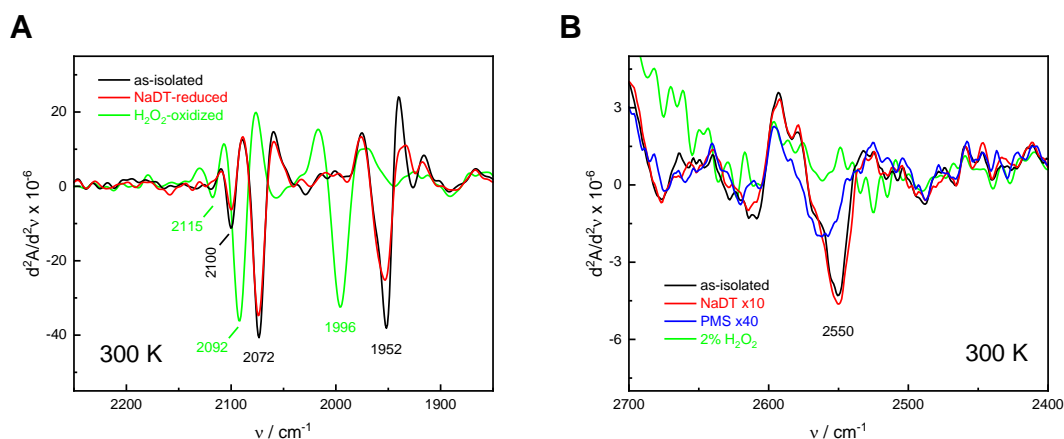 A
as-isolated
NaDT-reduced
H₂O₂-oxidized
20
0
-20
-40
d²A/d²ν x 10⁻⁶
2115
2100
2092
2072
1996
1952
300 K
2200
2100
2000
1900
ν / cm⁻¹
B
3
0
-3
-6
d²A/d²ν x 10⁻⁶
as-isolated
NaDT x10
PMS x40
2% H₂O₂
2550
300 K
2700
2600
2500
2400
ν / cm⁻¹